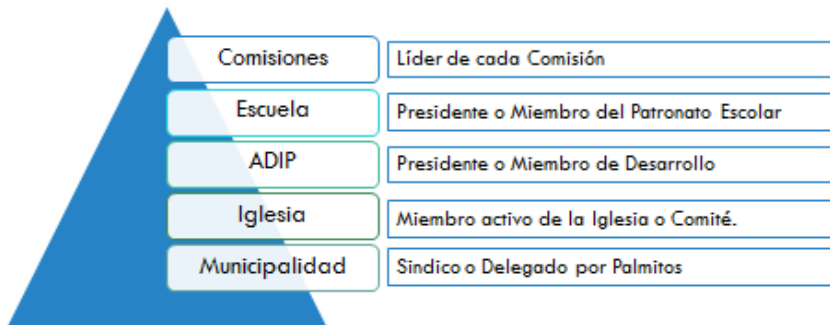 Comisiones
Líder de cada Comisión
Escuela
Presidente o Miembro del Patronato Escolar
ADIP
Presidente o Miembro de Desarrollo
Iglesia
Miembro activo de la Iglesia o Comité.
Municipalidad
Sindico o Delegado por Palmitos